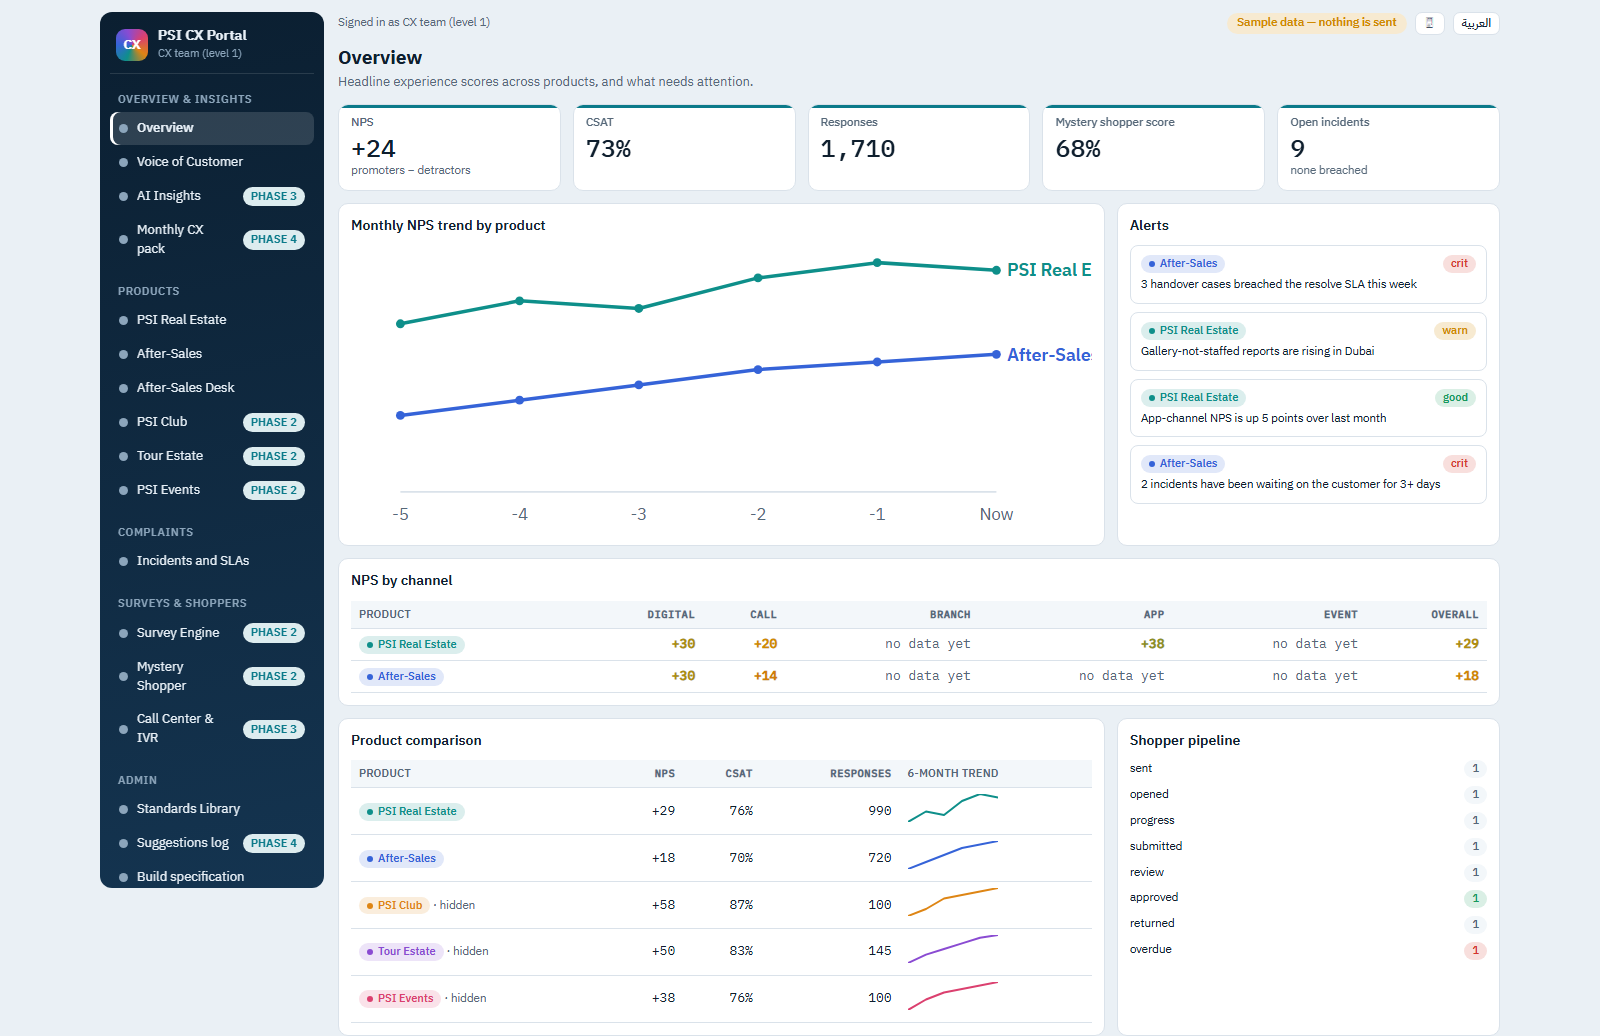 CX
PSI CX Portal
CX team (level 1)
OVERVIEW & INSIGHTS
Overview
Voice of Customer
AI Insights PHASE 3
Monthly CX pack PHASE 4
PRODUCTS
PSI Real Estate
After-Sales
After-Sales Desk
PSI Club PHASE 2
Tour Estate PHASE 2
PSI Events PHASE 2
COMPLAINTS
Incidents and SLAs
SURVEYS & SHOPPERS
Survey Engine PHASE 2
Mystery Shopper PHASE 2
Call Center & IVR PHASE 3
ADMIN
Standards Library
Suggestions log PHASE 4
Build specification
Signed in as CX team (level 1)
Sample data — nothing is sent
العربية
Overview
Headline experience scores across products, and what needs attention.
NPS
+24
promoters − detractors
CSAT
73%
Responses
1,710
Mystery shopper score
68%
Open incidents
9
none breached
Monthly NPS trend by product
PSI Real E
After-Sale
-5 -4 -3 -2 -1 Now
Alerts
After-Sales crit
3 handover cases breached the resolve SLA this week
PSI Real Estate warn
Gallery-not-staffed reports are rising in Dubai
PSI Real Estate good
App-channel NPS is up 5 points over last month
After-Sales crit
2 incidents have been waiting on the customer for 3+ days
NPS by channel
PRODUCT DIGITAL CALL BRANCH APP EVENT OVERALL
PSI Real Estate +30 +20 no data yet +38 no data yet +29
After-Sales +30 +14 no data yet no data yet no data yet +18
Product comparison
PRODUCT NPS CSAT RESPONSES 6-MONTH TREND
PSI Real Estate +29 76% 990
After-Sales +18 70% 720
PSI Club · hidden +58 87% 100
Tour Estate · hidden +50 83% 145
PSI Events · hidden +38 76% 100
Shopper pipeline
sent 1
opened 1
progress 1
submitted 1
review 1
approved 1
returned 1
overdue 1